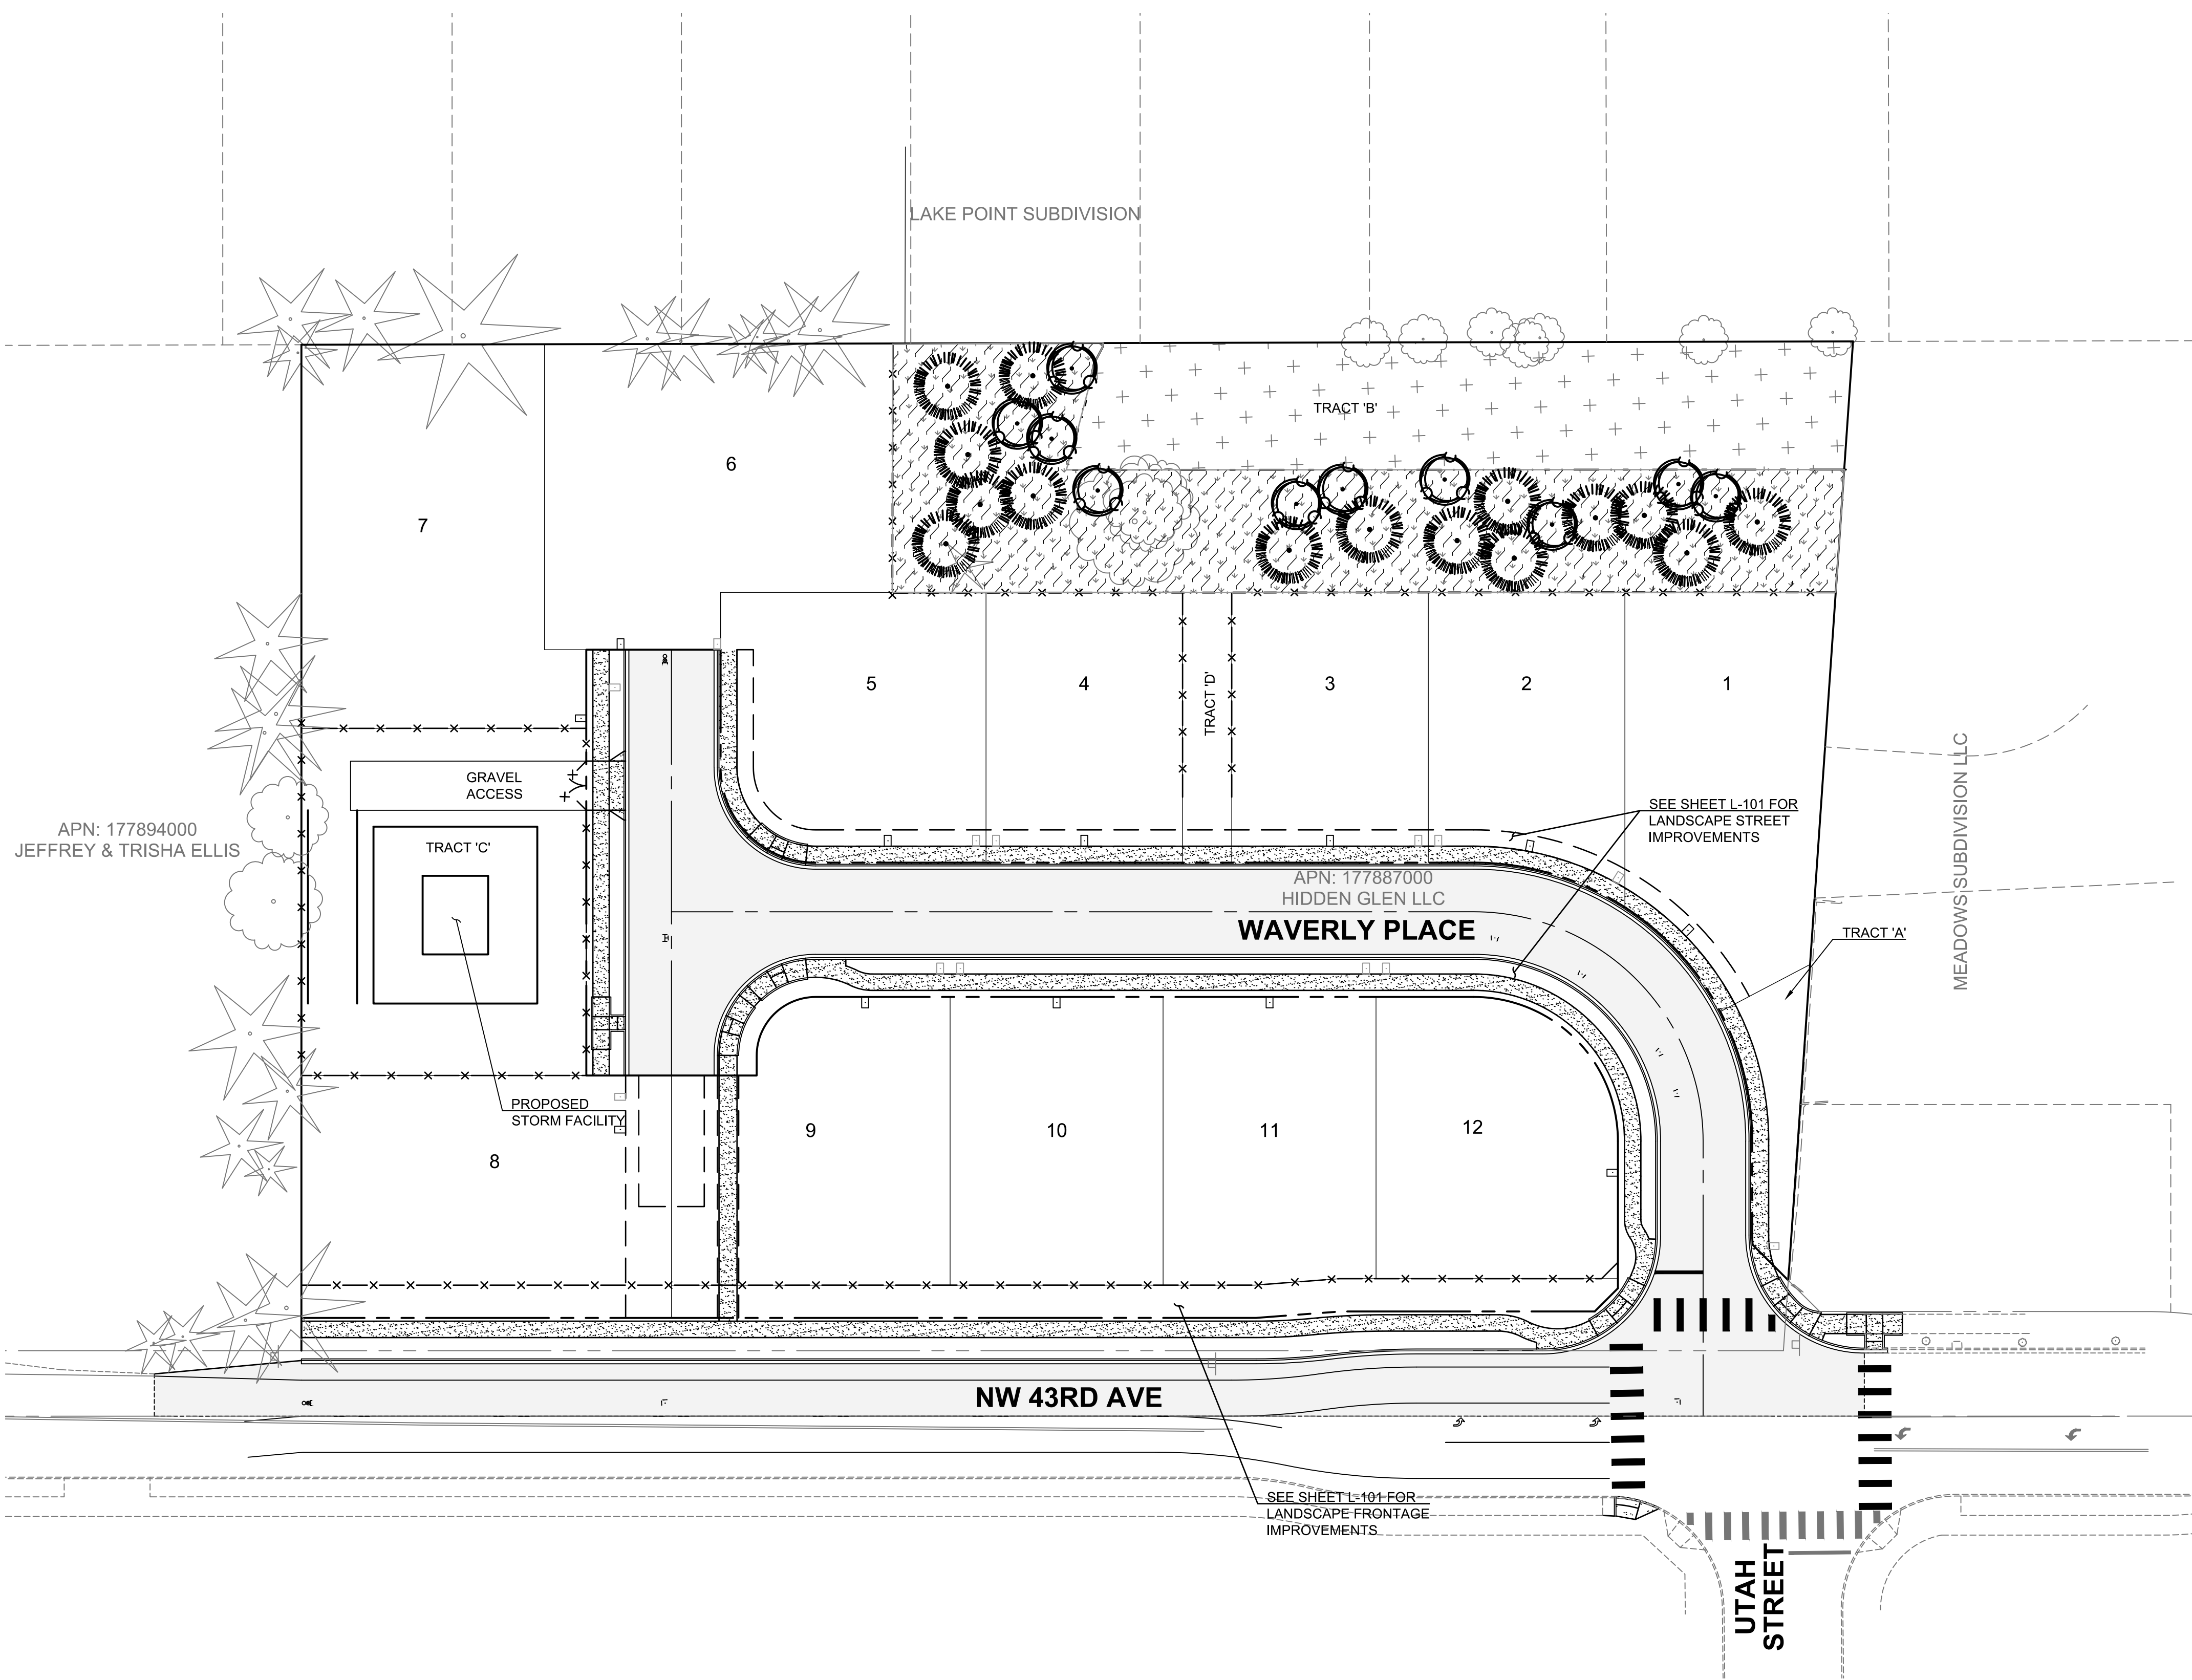 LAKE POINT SUBDIVISION
TRACT 'B'
6
7
5
4
TRACT 'D'
3
2
1
GRAVEL
ACCESS
SEE SHEET L-101 FOR
LANDSCAPE STREET
IMPROVEMENTS
MEADOWS SUBDIVISION LLC
APN: 177894000
JEFFREY & TRISHA ELLIS
TRACT 'C'
APN: 177887000
HIDDEN GLEN LLC
WAVERLY PLACE
TRACT 'A'
PROPOSED
STORM FACILITY
8
9
10
11
12
NW 43RD AVE
SEE SHEET L-101 FOR
LANDSCAPE FRONTAGE
IMPROVEMENTS
UTAH
STREET